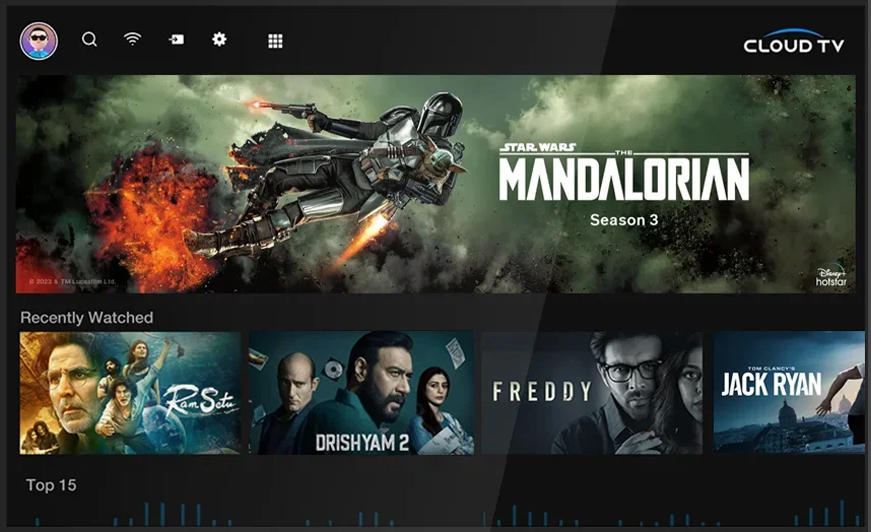 CLOUD TV
STAR WARS
THE
MANDALORIAN
Season 3
© 2023 & TM Lucasfilm Ltd.
Disney+
hotstar
Recently Watched
Ram Setu
DRISHYAM 2
FREDDY
TOM CLANCY'S
JACK RYAN
Top 15